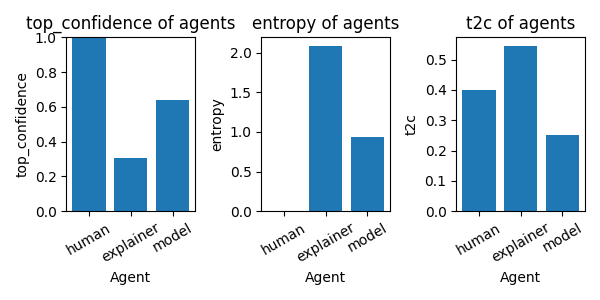 top_confidence of agents
top_confidence
1.0
0.8
0.6
0.4
0.2
0.0
human
explainer
model
Agent
entropy of agents
entropy
2.0
1.5
1.0
0.5
0.0
human
explainer
model
Agent
t2c of agents
t2c
0.5
0.4
0.3
0.2
0.1
0.0
human
explainer
model
Agent